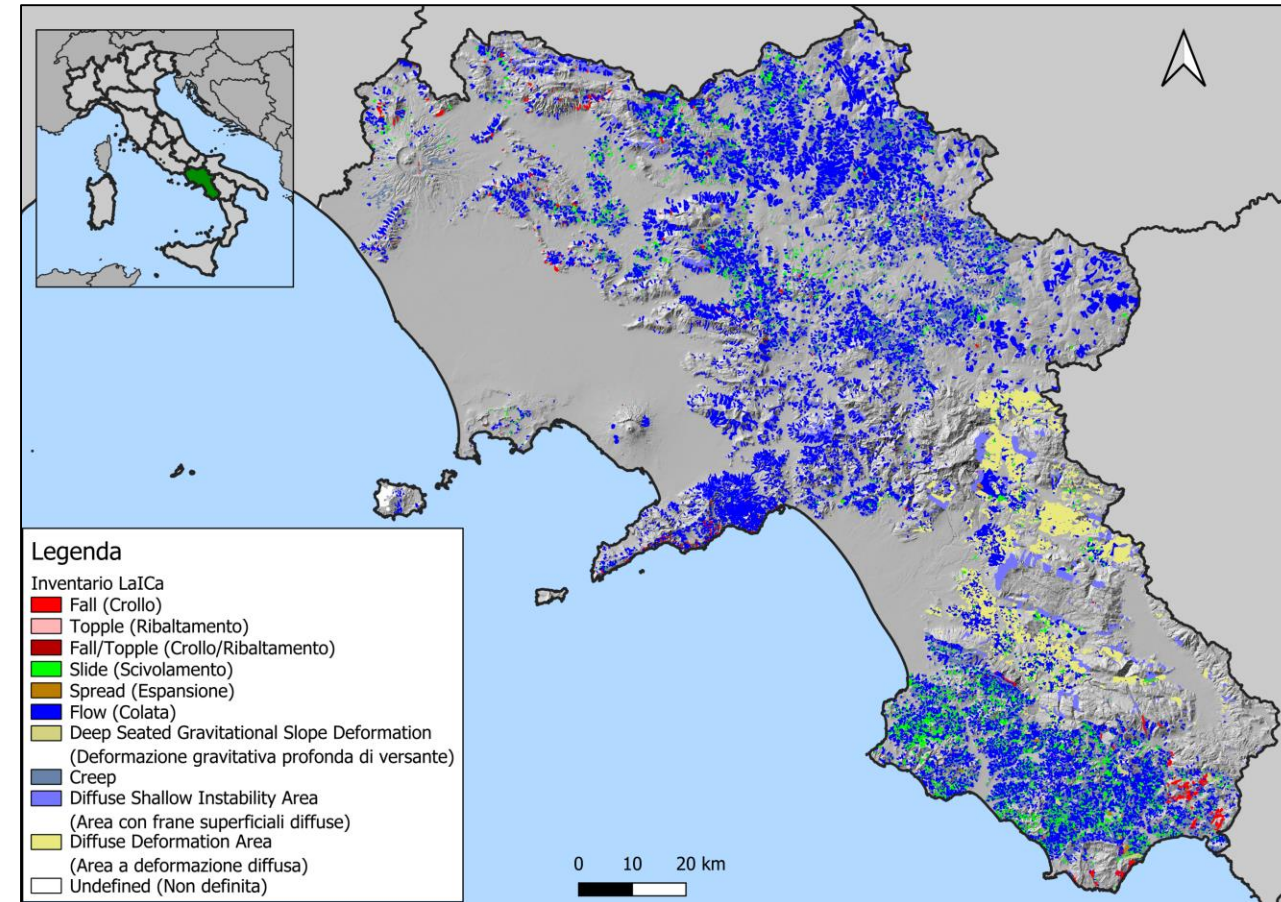 Legenda
Inventario LaICa
Fall (Crollo)
Topple (Ribaltamento)
Fall/Topple (Crollo/Ribaltamento)
Slide (Scivolamento)
Spread (Espansione)
Flow (Colata)
Deep Seated Gravitational Slope Deformation
(Deformazione gravitativa profonda di versante)
Creep
Diffuse Shallow Instability Area
(Area con frane superficiali diffuse)
Diffuse Deformation Area
(Area a deformazione diffusa)
Undefined (Non definita)
0 10 20 km